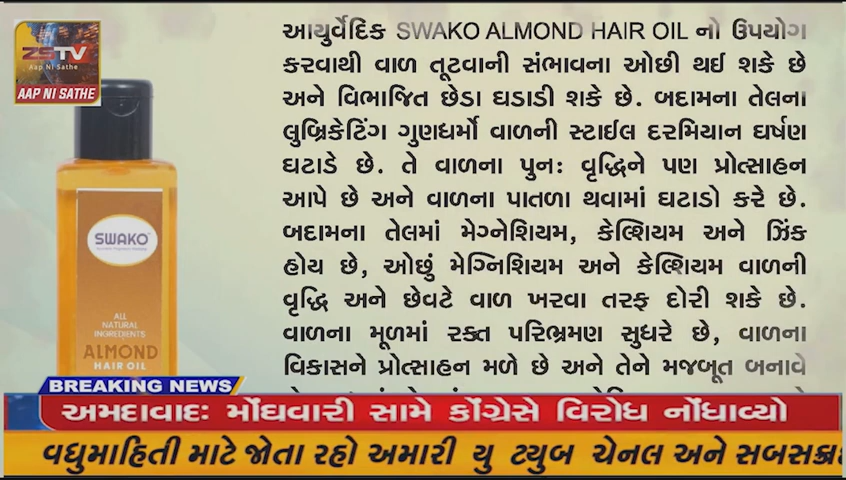 ZSTV
Aap Ni Sathe
AAP NI SATHE
આયુર્વેદિક SWAKO ALMOND HAIR OIL નો ઉપયોગ
કરવાથી વાળ તૂટવાની સંભાવના ઓછી થઈ શકે છે
અને વિભાજિત છેડા ઘડાડી શકે છે. બદામના તેલના
લુબ્રિકેટિંગ ગુણધર્મો વાળની સ્ટાઈલ દરમિયાન ઘર્ષણ
ઘટાડે છે. તે વાળના પુનઃ વૃદ્ધિને પણ પ્રોત્સાહન
આપે છે અને વાળના પાતળા થવામાં ઘટાડો કરે છે.
બદામના તેલમાં મેગ્નેશિયમ, કેલ્શિયમ અને ઝિંક
હોય છે, ઓછું મેગ્નિશિયમ અને કેલ્શિયમ વાળની
વૃદ્ધિ અને છેવટે વાળ ખરવા તરફ દોરી શકે છે.
વાળના મૂળમાં રક્ત પરિભ્રમણ સુધરે છે, વાળના
વિકાસને પ્રોત્સાહન મળે છે અને તેને મજબૂત બનાવે
SWAKO
ALL
NATURAL
INGREDIENTS
ALMOND
HAIR OIL
BREAKING NEWS
અમદાવાદઃ મોંઘવારી સામે કોંગ્રેસે વિરોધ નોંધાવ્યો
વધુમાહિતી માટે જોતા રહો અમારી યુ ટ્યુબ ચેનલ અને